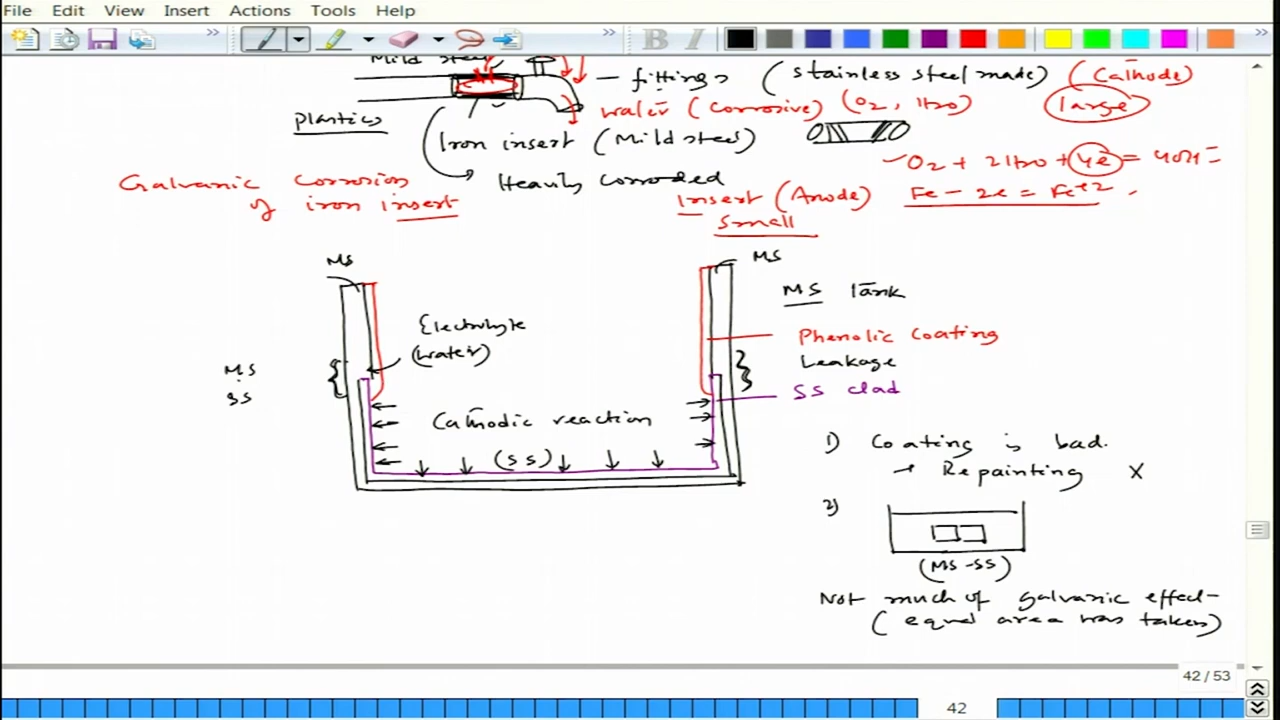 File Edit View Insert Actions Tools Help
Mild steel
fittings (stainless steel made) (Cathode)
water (corrosive) (O2, H2O) large
plastics
Iron insert (Mild steel)
O2 + 2H2O + 4e = 4OH-
Galvanic corrosion Heavily corroded
of iron insert
Insert (Anode) Fe - 2e = Fe+2
small
MS MS
MS Tank
Electrolyte
(water)
Phenolic coating
Leakage
MS
SS
SS clad
Cathodic reaction
(SS)
1) Coating is bad.
→ Repainting X
2)
(MS-SS)
Not much of galvanic effect-
(equal area was taken)
42 / 53
42